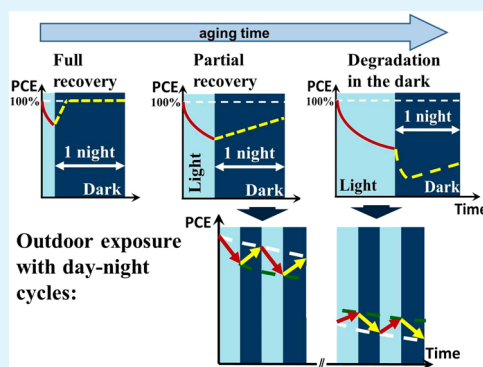 aging time
Full
recovery
Partial
recovery
Degradation
in the dark
PCE
100%
1 night
Dark
PCE
100%
Light
1 night
Dark
PCE
100%
1 night
Light
Dark
Time
Outdoor exposure
with day-night
cycles:
PCE
//
Time